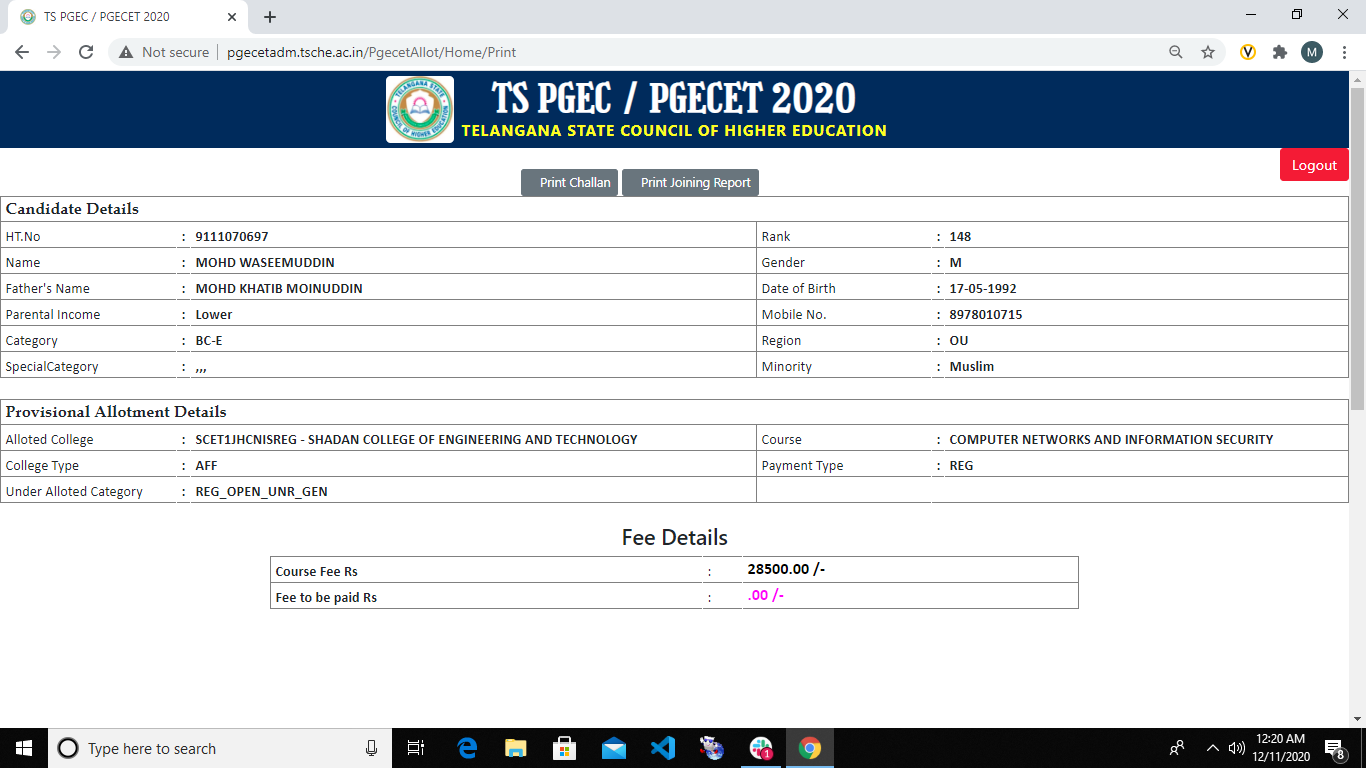 TS PGEC / PGECET 2020
Not secure | pgecetadm.tsche.ac.in/PgecetAllot/Home/Print
M
TS PGEC / PGECET 2020
TELANGANA STATE COUNCIL OF HIGHER EDUCATION
Logout
Print Challan Print Joining Report
Candidate Details
HT.No : 9111070697 Rank : 148
Name : MOHD WASEEMUDDIN Gender : M
Father's Name : MOHD KHATIB MOINUDDIN Date of Birth : 17-05-1992
Parental Income : Lower Mobile No. : 8978010715
Category : BC-E Region : OU
SpecialCategory : ,,, Minority : Muslim
Provisional Allotment Details
Alloted College : SCET1JHCNISREG - SHADAN COLLEGE OF ENGINEERING AND TECHNOLOGY Course : COMPUTER NETWORKS AND INFORMATION SECURITY
College Type : AFF Payment Type : REG
Under Alloted Category : REG_OPEN_UNR_GEN
Fee Details
Course Fee Rs : 28500.00 /-
Fee to be paid Rs : .00 /-
Type here to search
1
12:20 AM
12/11/2020
8